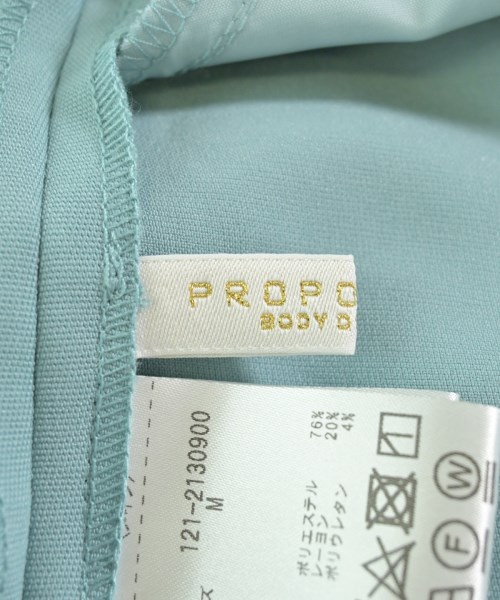 PROPO
BODY D
121-2130900
M
ポリエステル 76%
レーヨン 20%
ポリウレタン 4%
W
F